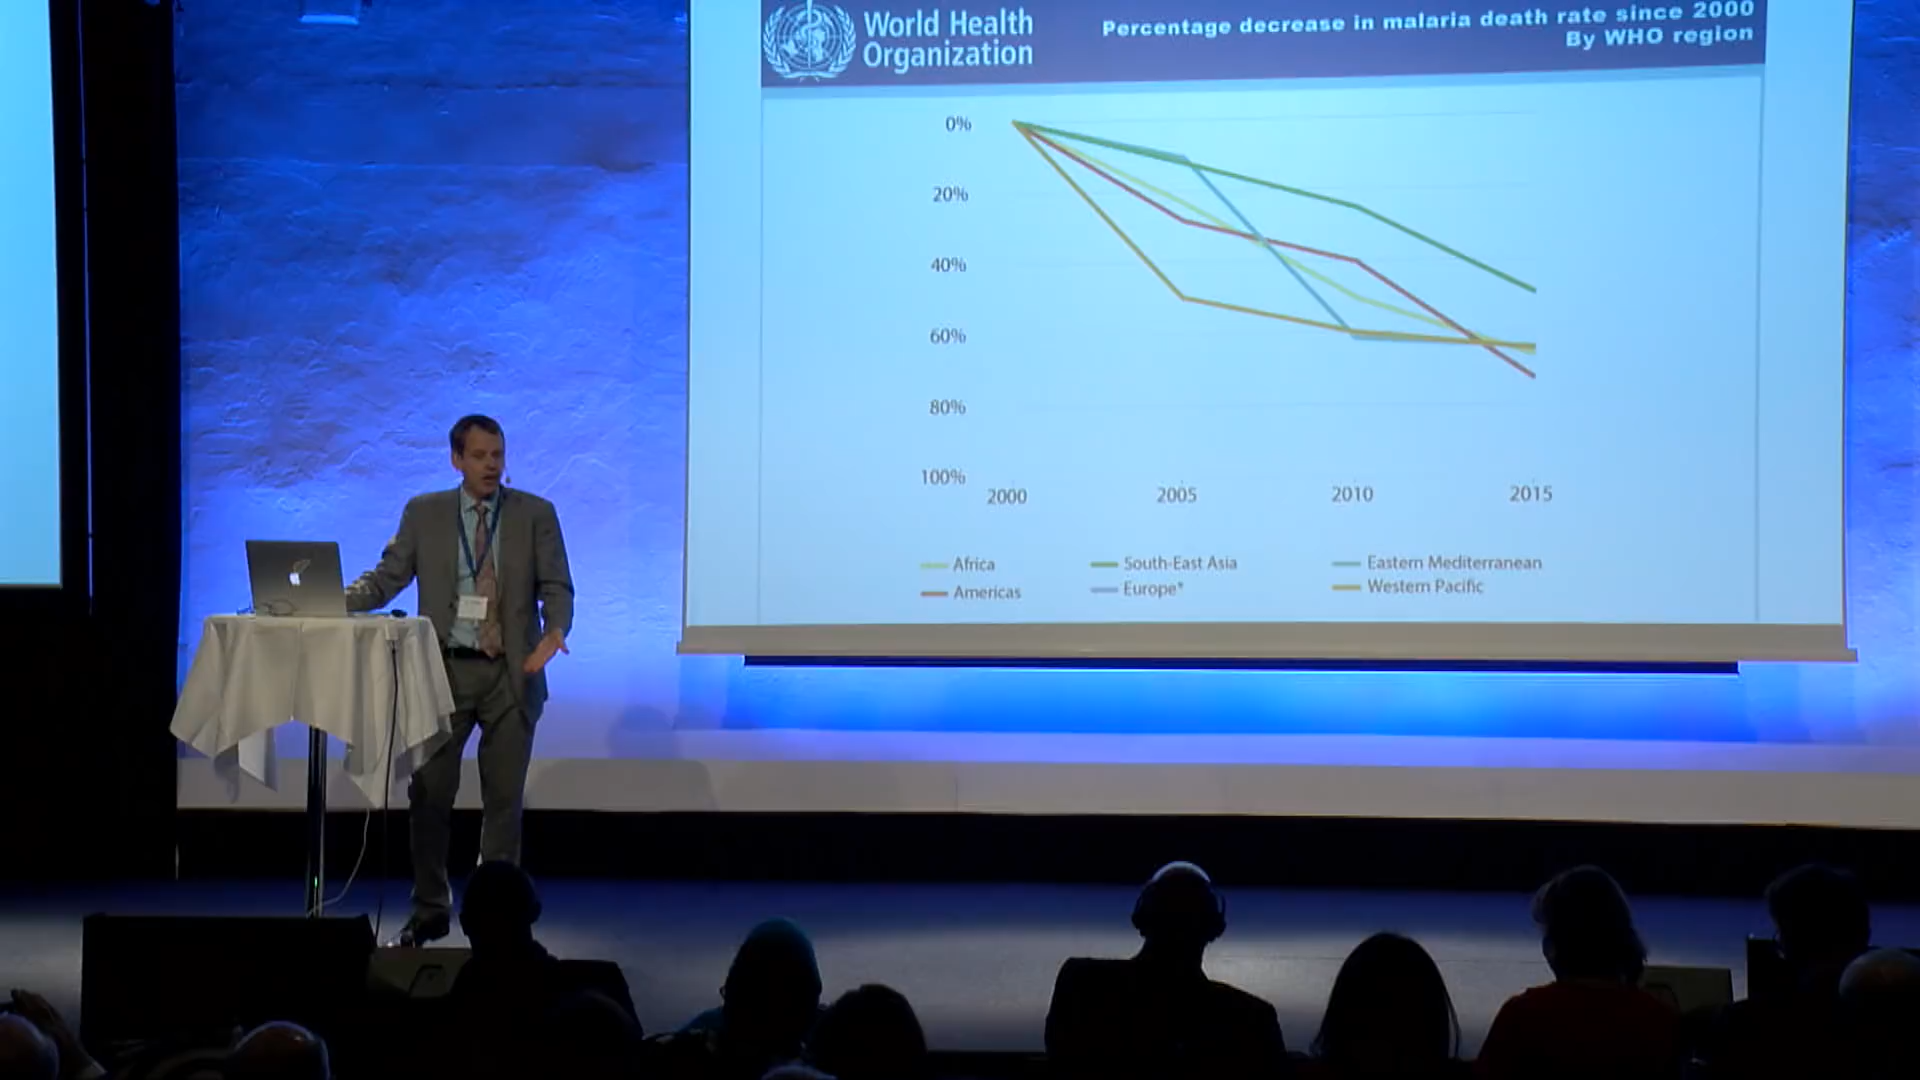 World Health
Organization
Percentage decrease in malaria death rate since 2000
By WHO region
0%
20%
40%
60%
80%
100%
2000
2005
2010
2015
Africa
South-East Asia
Eastern Mediterranean
Americas
Europe*
Western Pacific